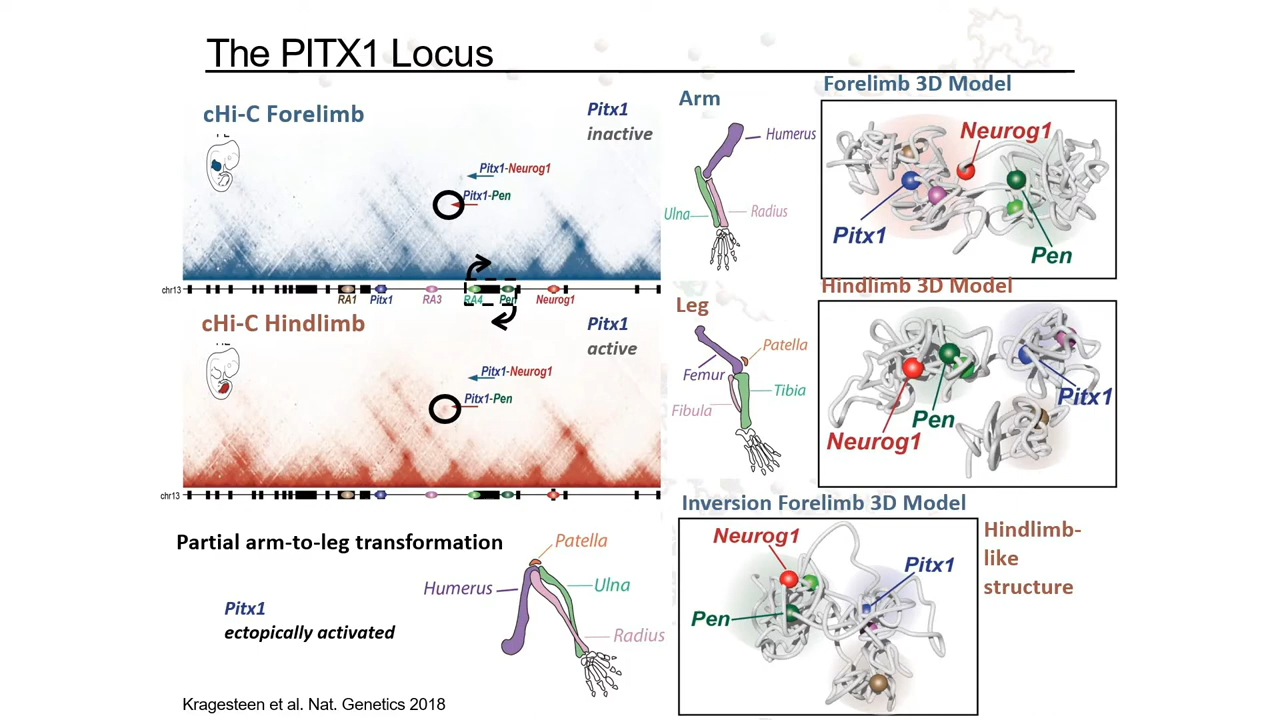 The PITX1 Locus
cHi-C Forelimb
Pitx1
inactive
Pitx1-Neurog1
Pitx1-Pen
chr13
RA1
Pitx1
RA3
RA4
Pen
Neurog1
cHi-C Hindlimb
Pitx1
active
Pitx1-Neurog1
Pitx1-Pen
chr13
Arm
Humerus
Ulna
Radius
Leg
Patella
Femur
Tibia
Fibula
Forelimb 3D Model
Neurog1
Pitx1
Pen
Hindlimb 3D Model
Pitx1
Pen
Neurog1
Partial arm-to-leg transformation
Pitx1
ectopically activated
Patella
Humerus
Ulna
Radius
Inversion Forelimb 3D Model
Neurog1
Pitx1
Pen
Hindlimb-
like
structure
Kragesteen et al. Nat. Genetics 2018